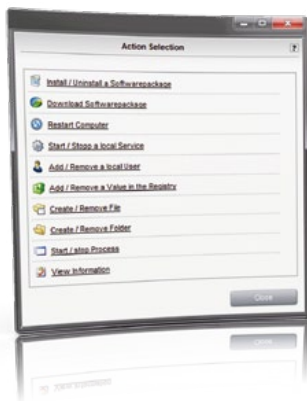 Action Selection
?
Install / Uninstall a Softwarepackage
Download Softwarepackage
Restart Computer
Start / Stopp a local Service
Add / Remove a local User
Add / Remove a Value in the Registry
Create / Remove File
Create / Remove Folder
Start / stop Process
View Information
Close